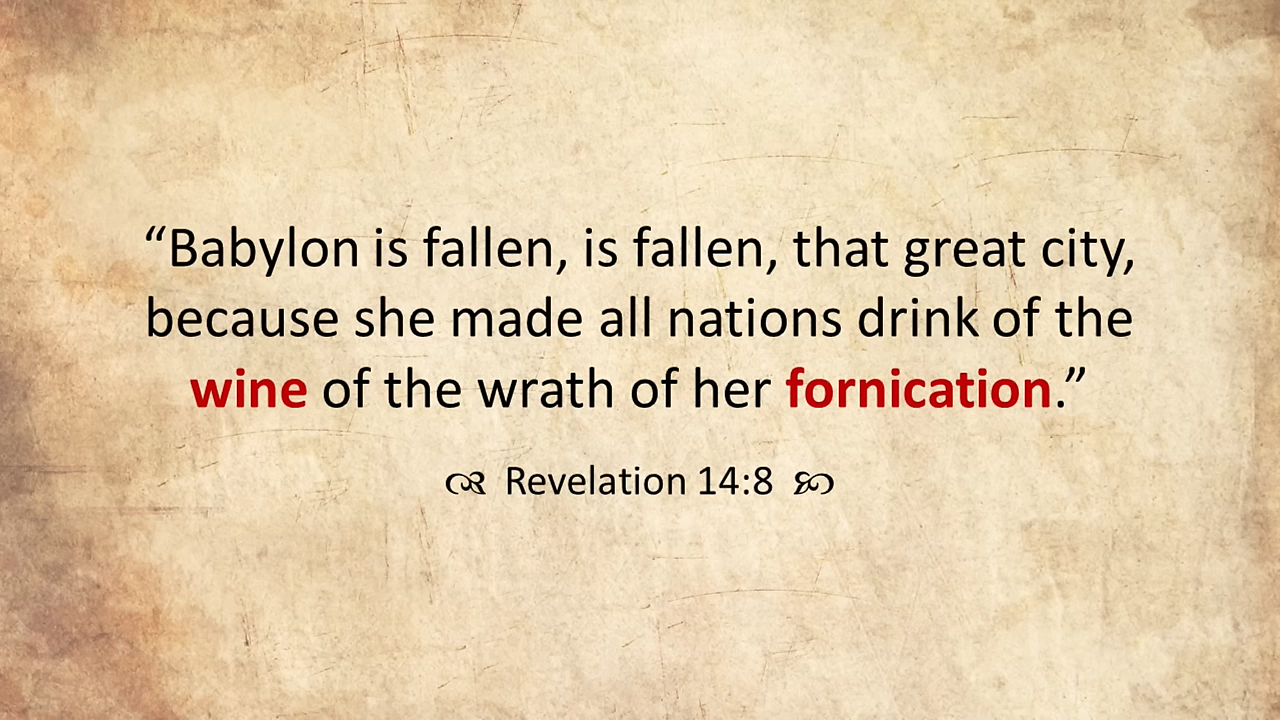 “Babylon is fallen, is fallen, that great city,
because she made all nations drink of the
wine of the wrath of her fornication.”
Revelation 14:8